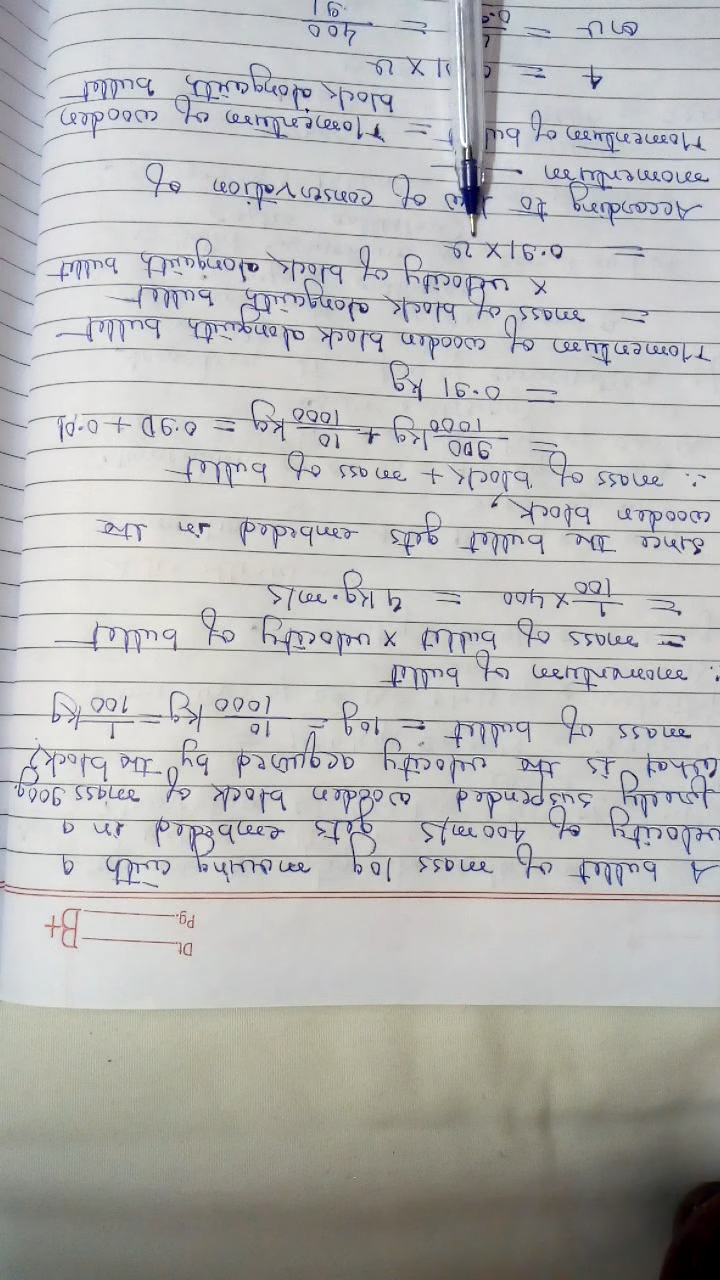 Dt.
Pg.
B+
A bullet of mass 10g moving with a
velocity of 400m/s gets embeded in a
freely suspended wooden block of mass 900g.
What is the velocity acquired by the block?
mass of bullet = 10g = 10/1000 kg = 1/100 kg
∴ momentum of bullet
= mass of bullet x velocity of bullet
= 1/100 x 400 = 4 kg.m/s
Since the bullet gets embeded in the
wooden block,
∴ mass of block + mass of bullet
= 900/1000 kg + 10/1000 kg = 0.90 + 0.01
= 0.91 kg
Momentum of wooden block alongwith bullet
= mass of block alongwith bullet
x velocity of block alongwith bullet
= 0.91 x v
According to of conservation of
momentum
Momentum of = Momentum of wooden
block alongwith bullet
4 = x v
or v = = 400/91